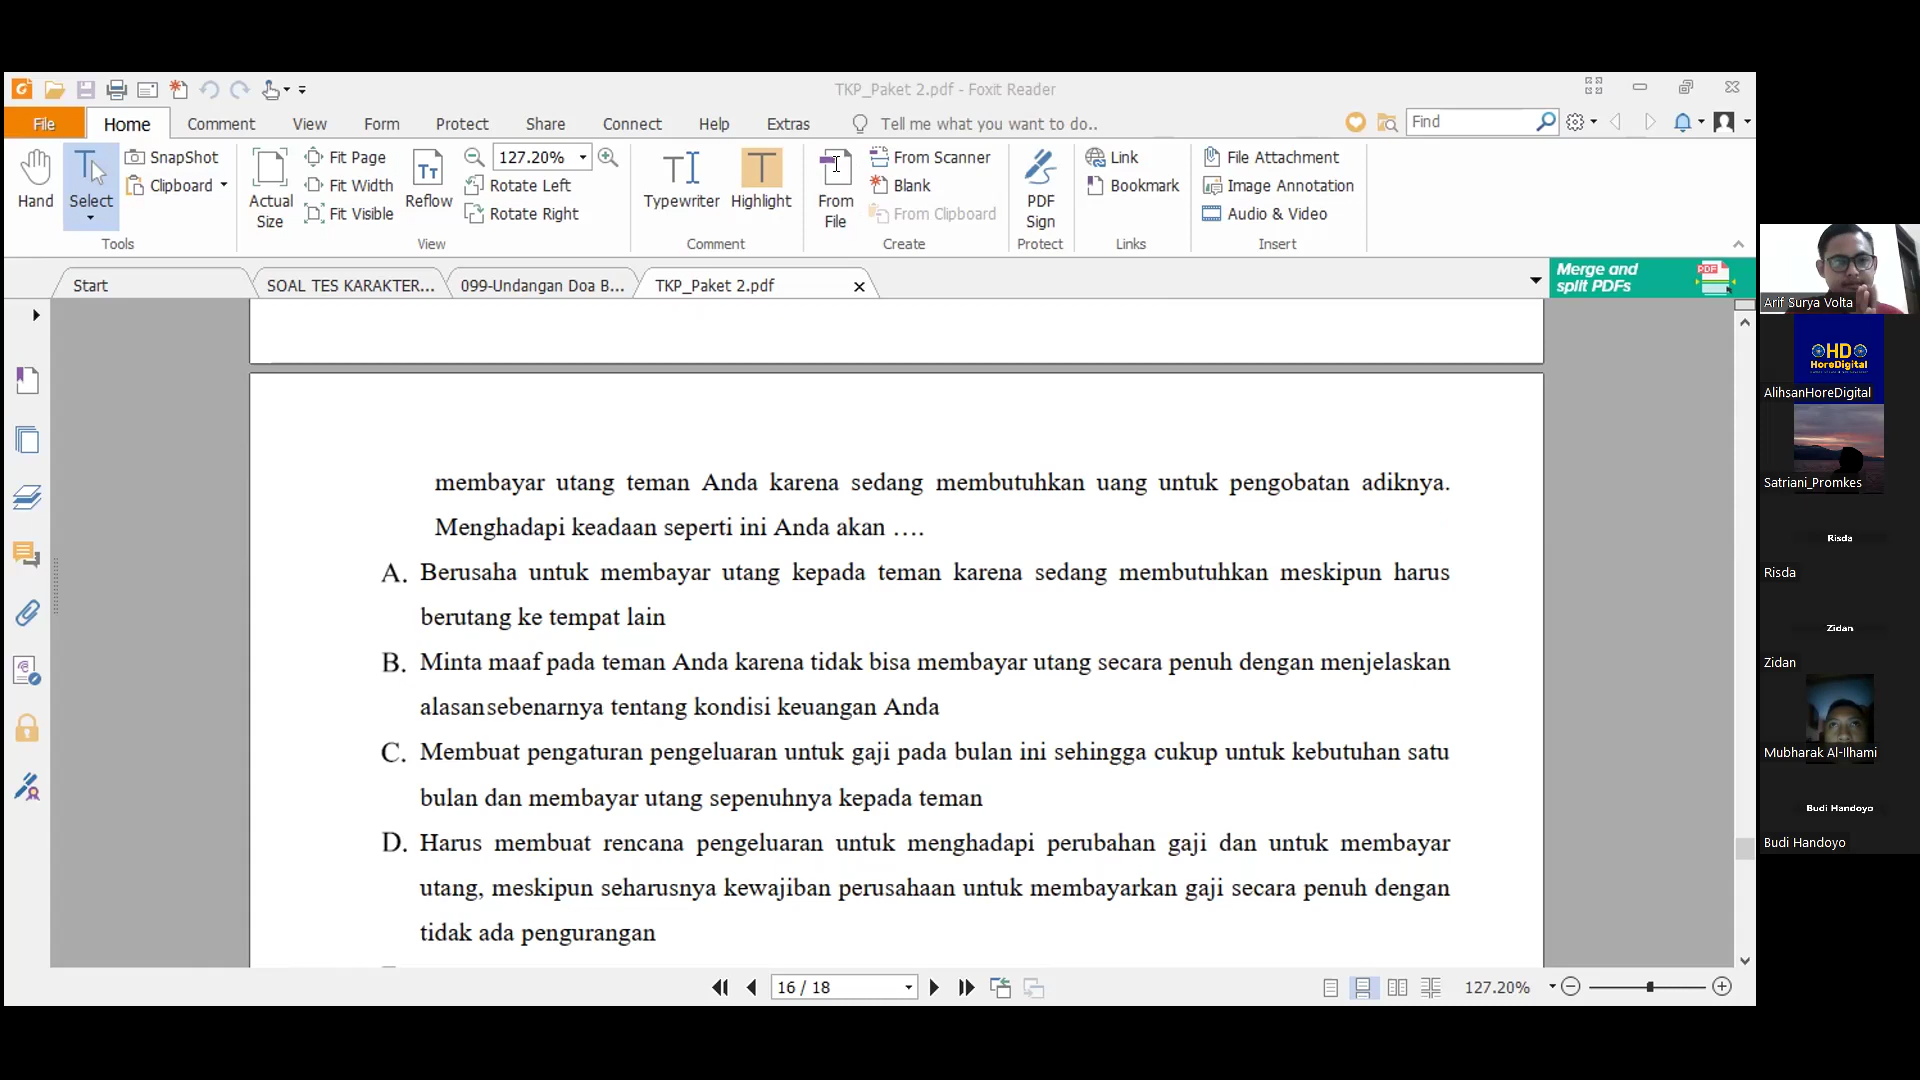 TKP_Paket 2.pdf - Foxit Reader
File Home Comment View Form Protect Share Connect Help Extras Tell me what you want to do.. Find
Hand
Select
SnapShot
Clipboard
Tools
Actual Size
Fit Page
Fit Width
Fit Visible
Reflow
127.20%
Rotate Left
Rotate Right
View
Typewriter
Highlight
Comment
From File
From Scanner
Blank
From Clipboard
Create
PDF Sign
Protect
Link
Bookmark
Links
File Attachment
Image Annotation
Audio & Video
Insert
Start
SOAL TES KARAKTER...
099-Undangan Doa B...
TKP_Paket 2.pdf
Merge and
split PDFs
PDF
membayar utang teman Anda karena sedang membutuhkan uang untuk pengobatan adiknya.
Menghadapi keadaan seperti ini Anda akan ….
A. Berusaha untuk membayar utang kepada teman karena sedang membutuhkan meskipun harus
berutang ke tempat lain
B. Minta maaf pada teman Anda karena tidak bisa membayar utang secara penuh dengan menjelaskan
alasansebenarnya tentang kondisi keuangan Anda
C. Membuat pengaturan pengeluaran untuk gaji pada bulan ini sehingga cukup untuk kebutuhan satu
bulan dan membayar utang sepenuhnya kepada teman
D. Harus membuat rencana pengeluaran untuk menghadapi perubahan gaji dan untuk membayar
utang, meskipun seharusnya kewajiban perusahaan untuk membayarkan gaji secara penuh dengan
tidak ada pengurangan
16 / 18
127.20%
Arif Surya Volta
HD
HoreDigital
AlihsanHoreDigital
Satriani_Promkes
Risda
Risda
Zidan
Zidan
Mubharak Al-Ilhami
Budi Handoyo
Budi Handoyo